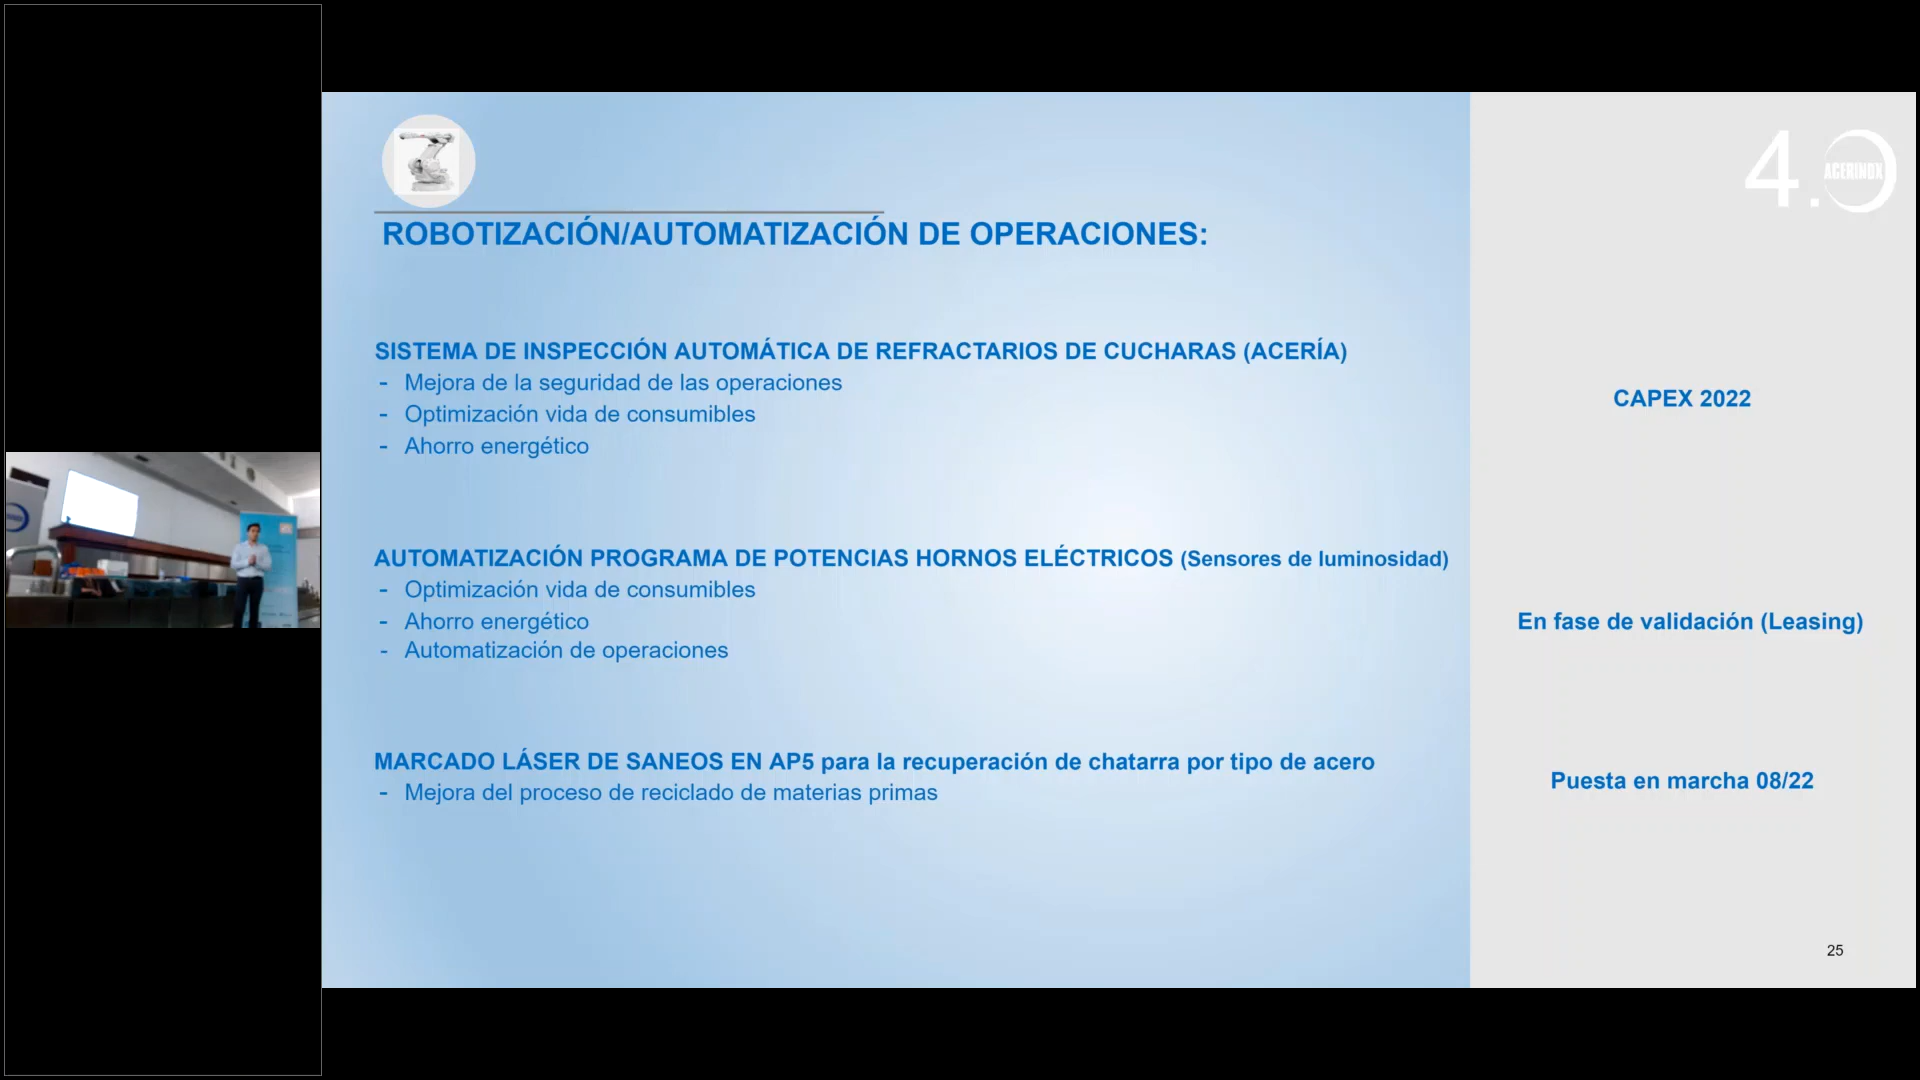 4.0
ACERINOX
ROBOTIZACIÓN/AUTOMATIZACIÓN DE OPERACIONES:
SISTEMA DE INSPECCIÓN AUTOMÁTICA DE REFRACTARIOS DE CUCHARAS (ACERÍA)
- Mejora de la seguridad de las operaciones
- Optimización vida de consumibles
- Ahorro energético
CAPEX 2022
AUTOMATIZACIÓN PROGRAMA DE POTENCIAS HORNOS ELÉCTRICOS (Sensores de luminosidad)
- Optimización vida de consumibles
- Ahorro energético
- Automatización de operaciones
En fase de validación (Leasing)
MARCADO LÁSER DE SANEOS EN AP5 para la recuperación de chatarra por tipo de acero
- Mejora del proceso de reciclado de materias primas
Puesta en marcha 08/22
25